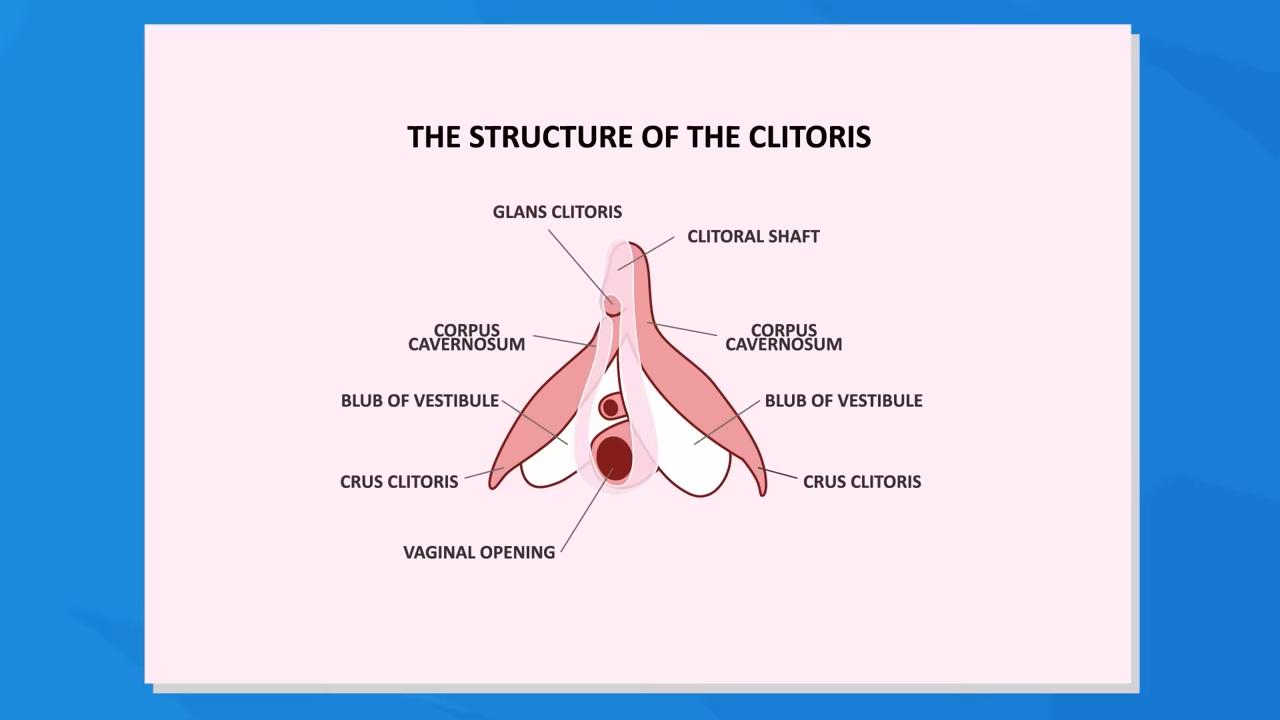 THE STRUCTURE OF THE CLITORIS
GLANS CLITORIS
CLITORAL SHAFT
CORPUS
CAVERNOSUM
CORPUS
CAVERNOSUM
BLUB OF VESTIBULE
BLUB OF VESTIBULE
CRUS CLITORIS
CRUS CLITORIS
VAGINAL OPENING